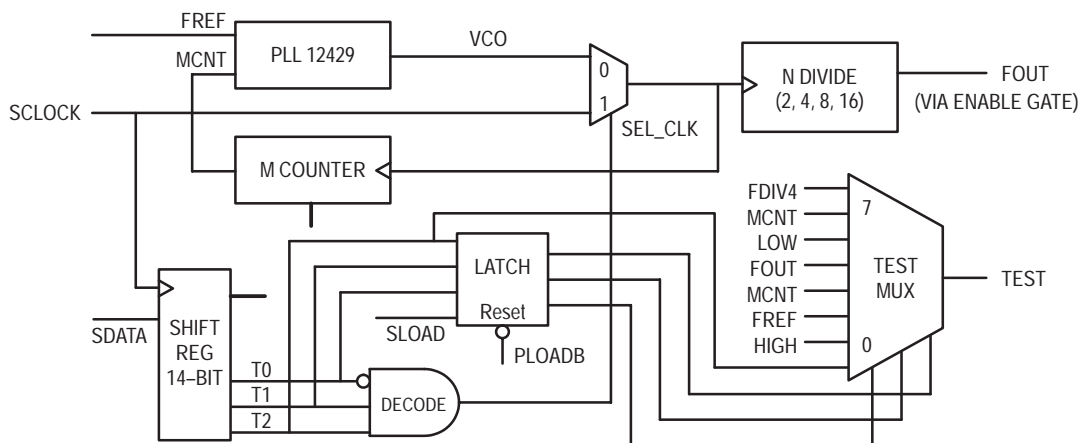 FREF
MCNT
PLL 12429
VCO
0
1
SEL_CLK
N DIVIDE
(2, 4, 8, 16)
FOUT
(VIA ENABLE GATE)
SCLOCK
M COUNTER
SDATA
SHIFT
REG
14–BIT
T0
T1
T2
LATCH
Reset
SLOAD
PLOADB
DECODE
FDIV4
MCNT
LOW
FOUT
MCNT
FREF
HIGH
7
TEST
MUX
0
TEST